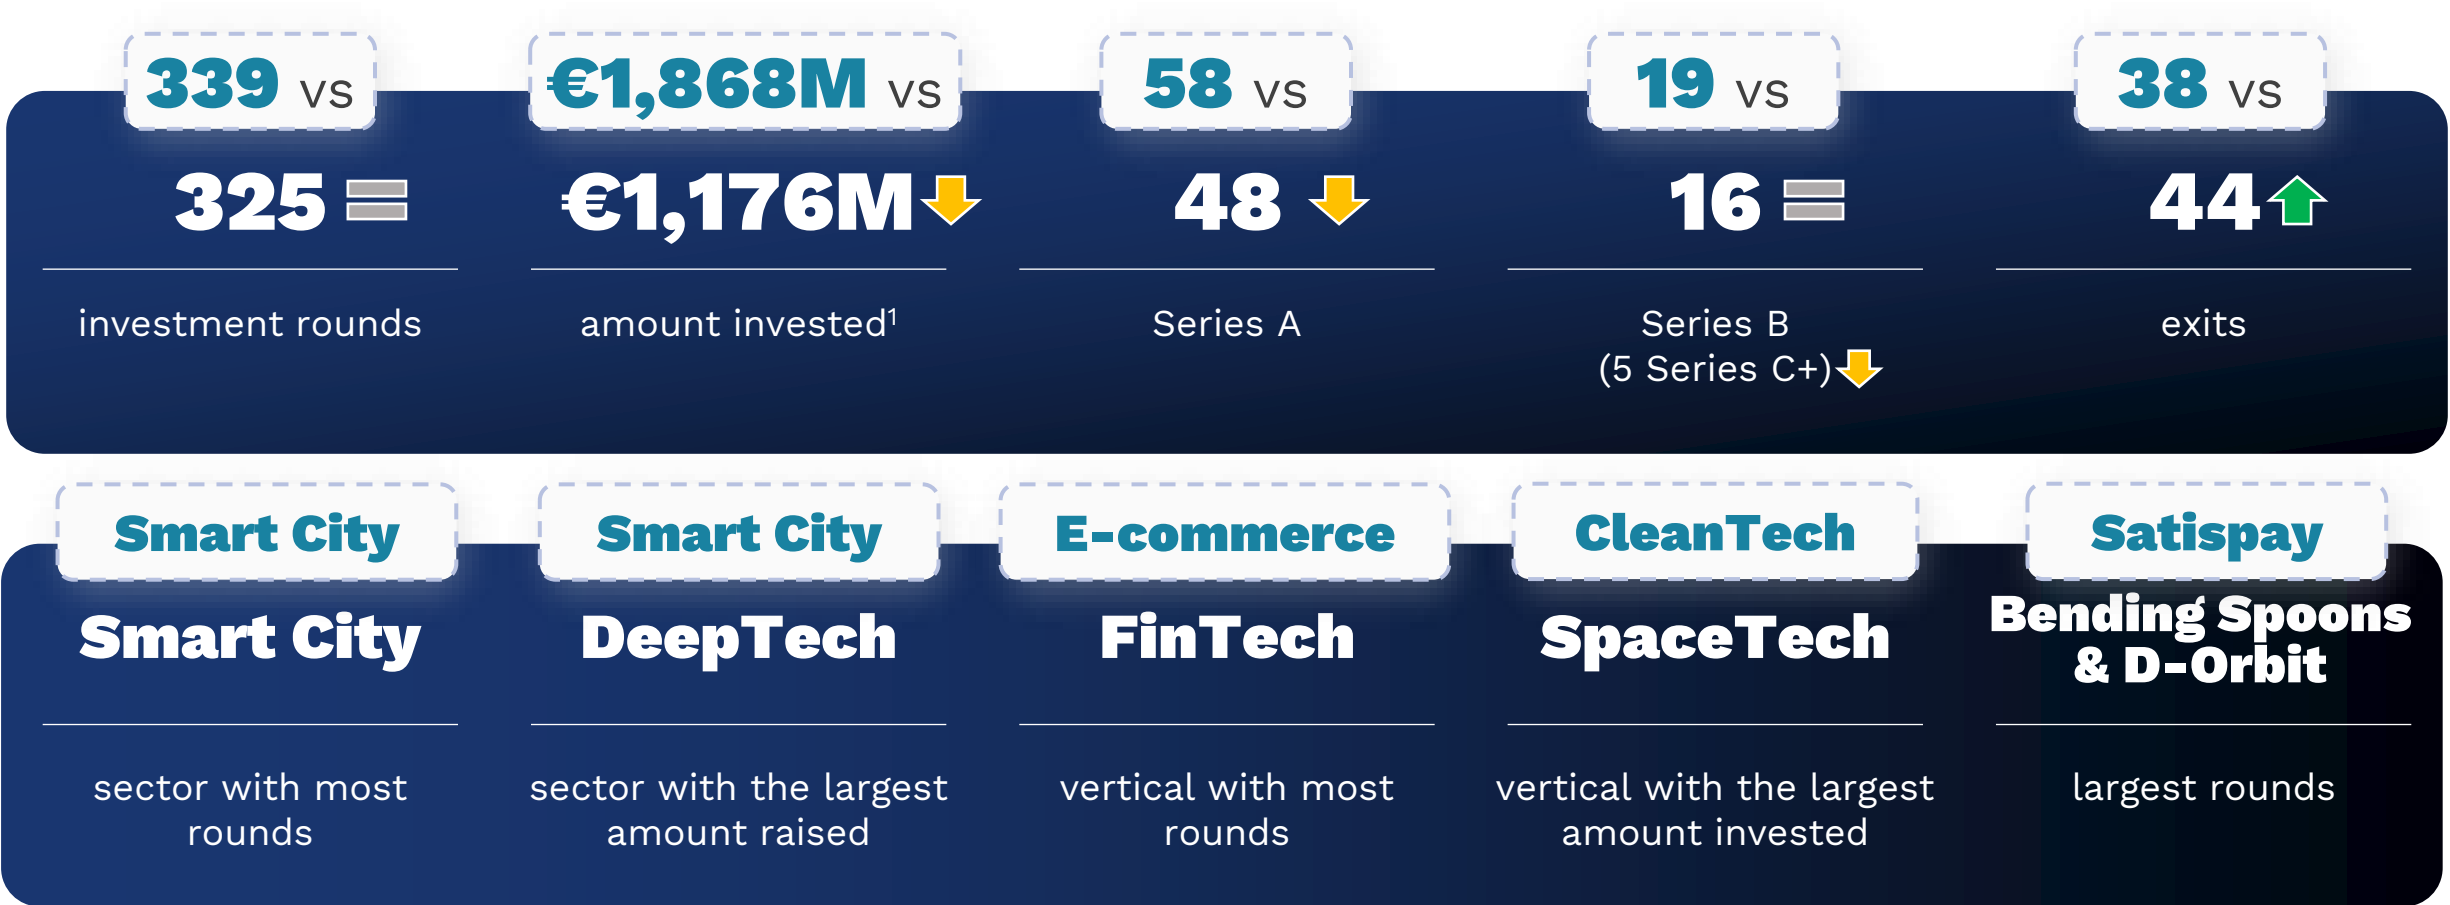 339 vs
325
investment rounds
€1,868M vs
€1,176M
amount invested¹
58 vs
48
Series A
19 vs
16
Series B
(5 Series C+)
38 vs
44
exits
Smart City
Smart City
sector with most
rounds
Smart City
DeepTech
sector with the largest
amount raised
E-commerce
FinTech
vertical with most
rounds
CleanTech
SpaceTech
vertical with the largest
amount invested
Satispay
Bending Spoons
& D-Orbit
largest rounds